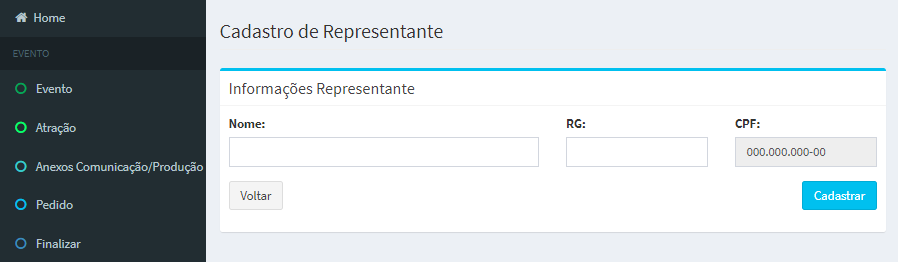 Home
EVENTO
Evento
Atração
Anexos Comunicação/Produção
Pedido
Finalizar
Cadastro de Representante
Informações Representante
Nome: RG: CPF:
000.000.000-00
Voltar Cadastrar